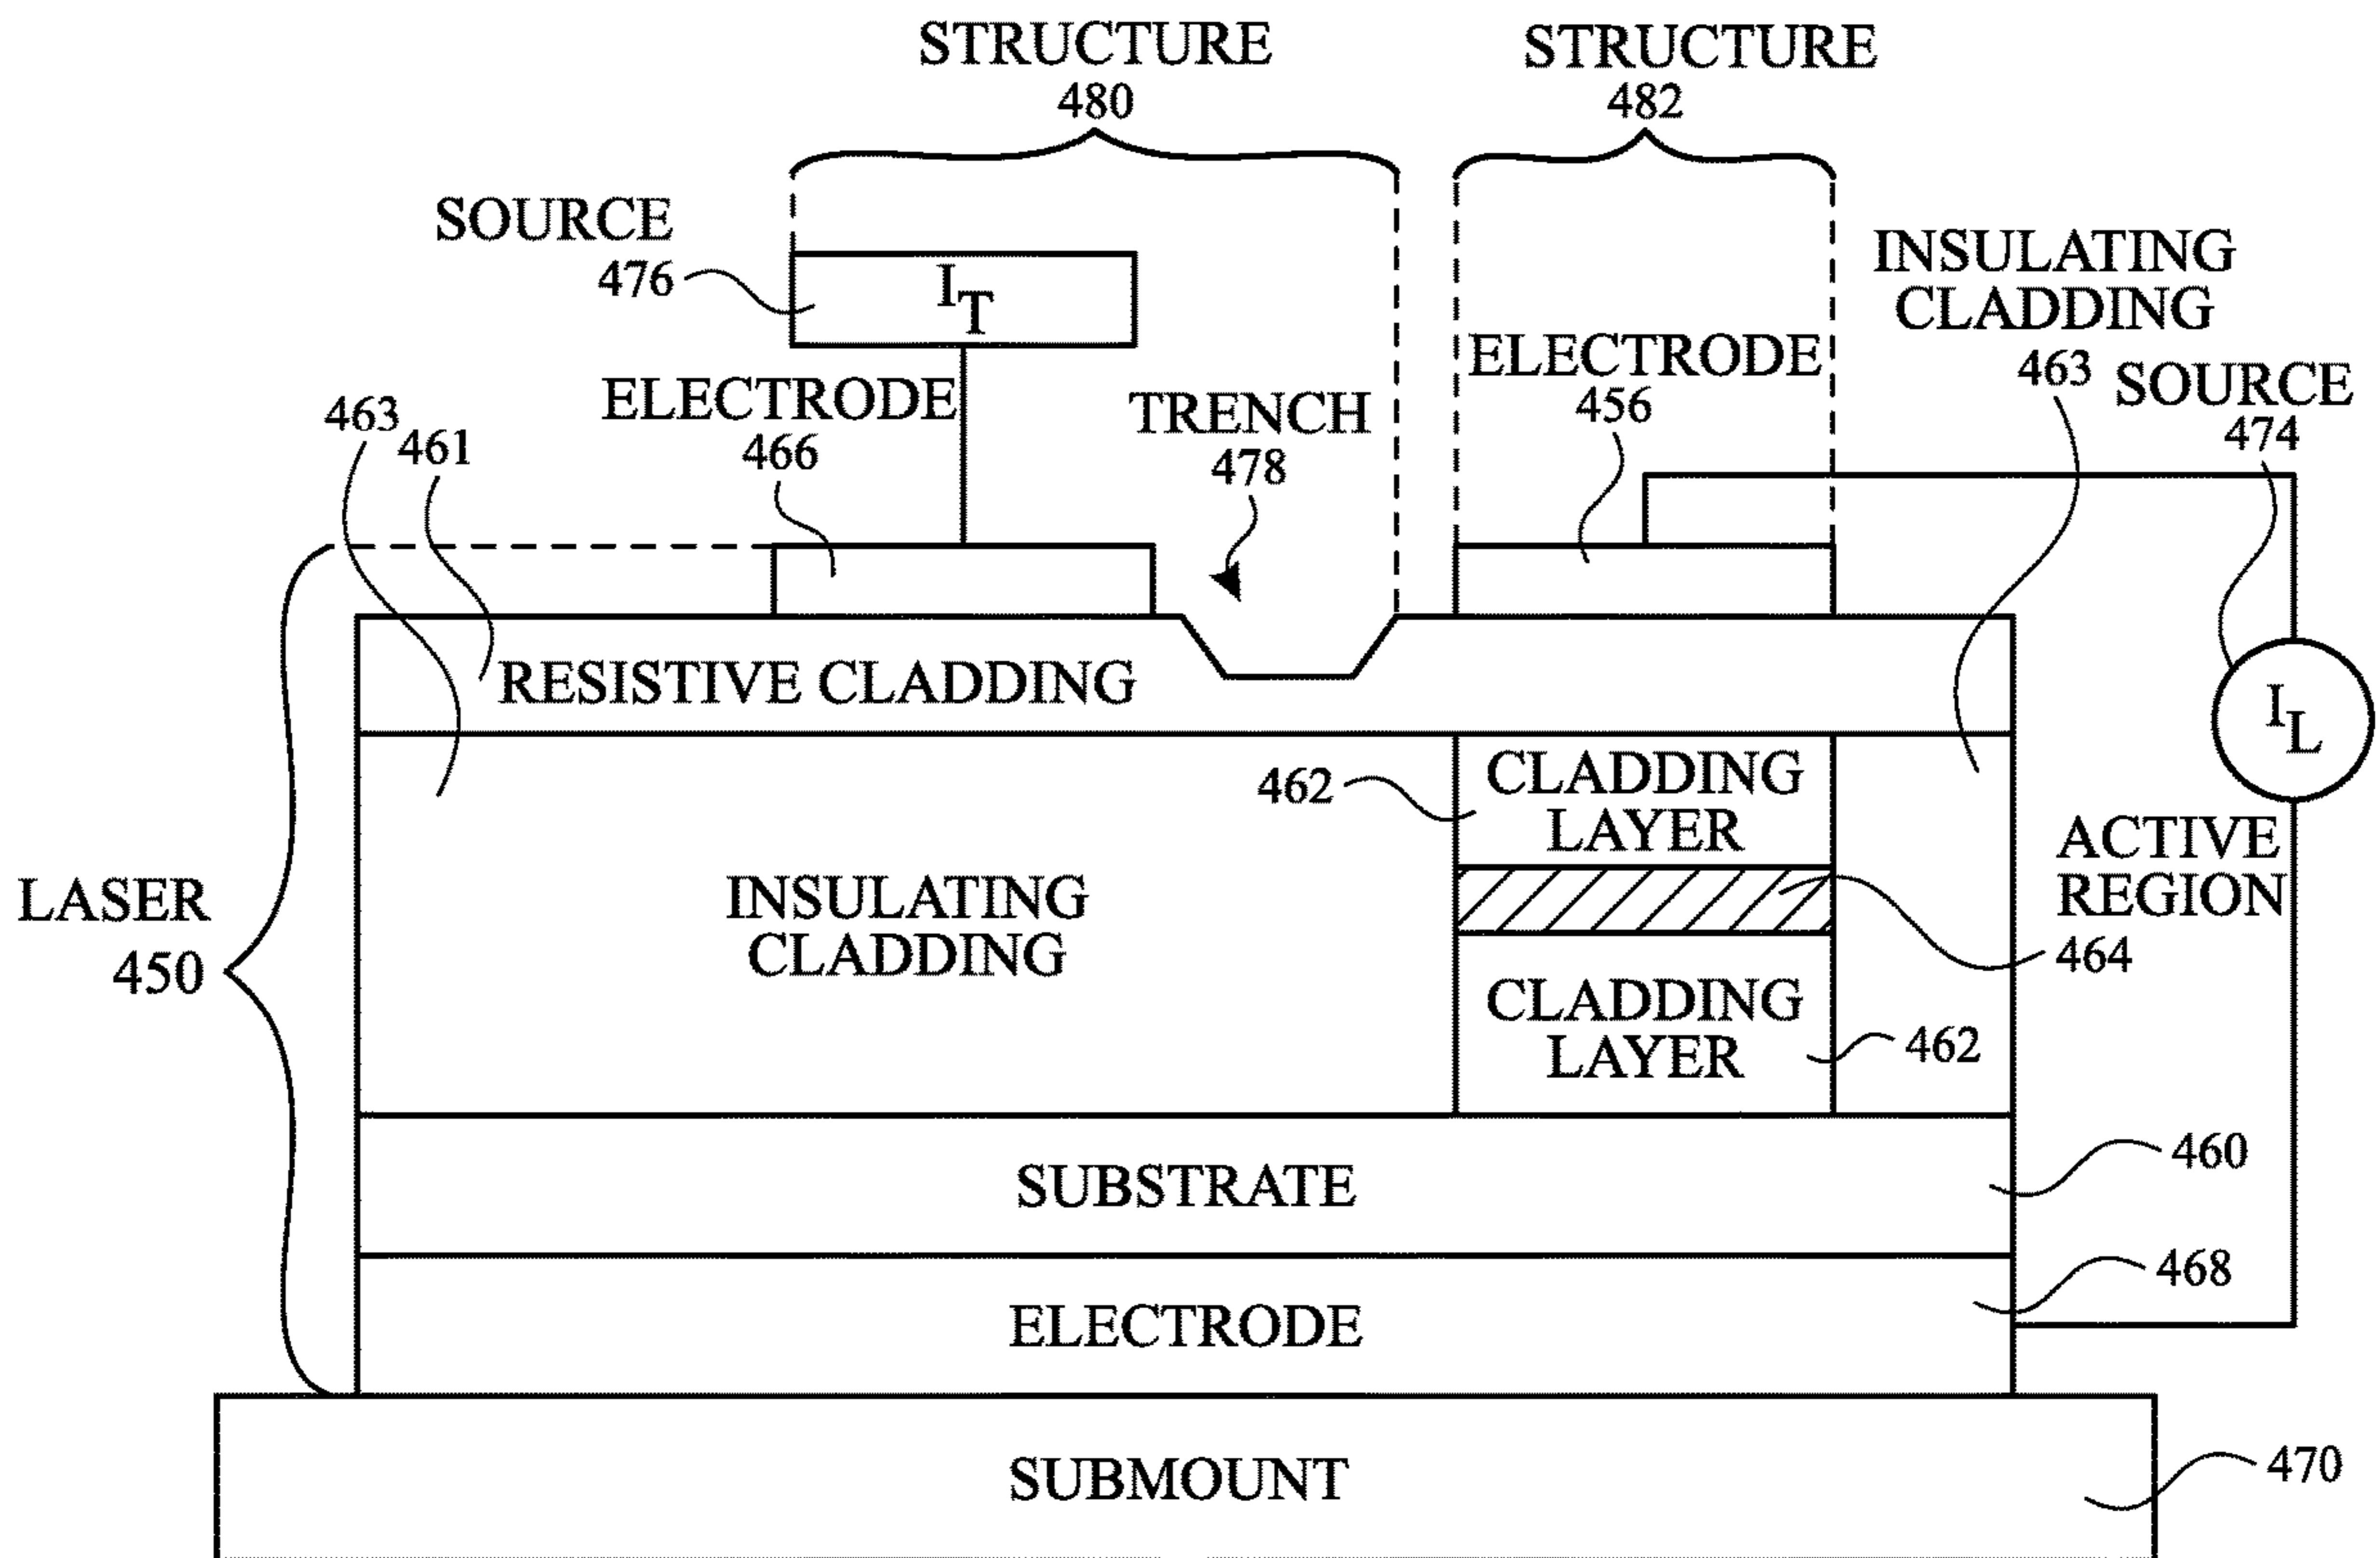 STRUCTURE
480
STRUCTURE
482
SOURCE
476
I_T
INSULATING
CLADDING
463
ELECTRODE
456
SOURCE
474
463
461
ELECTRODE
466
TRENCH
478
RESISTIVE CLADDING
I_L
462
CLADDING
LAYER
ACTIVE
REGION
464
LASER
450
INSULATING
CLADDING
CLADDING
LAYER
462
SUBSTRATE
460
468
ELECTRODE
SUBMOUNT
470